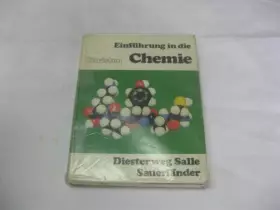 Einführung in die
Chemie
Diesterweg Salle
Sauerländer